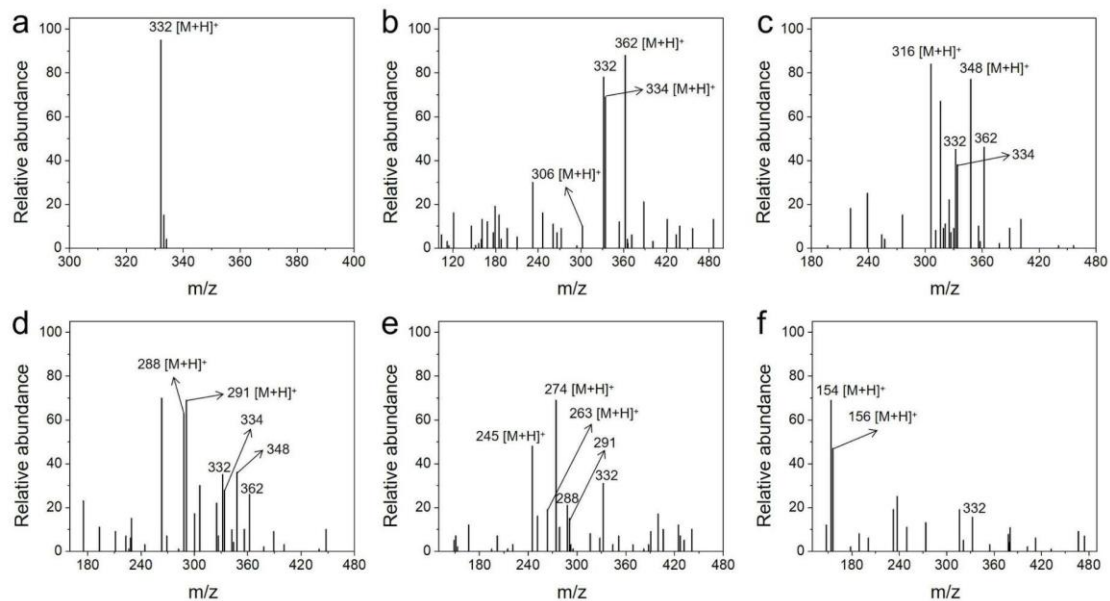 a
332 [M+H]⁺
Relative abundance
100
80
60
40
20
0
300 320 340 360 380 400
m/z
b
362 [M+H]⁺
332
334 [M+H]⁺
306 [M+H]⁺
Relative abundance
100
80
60
40
20
0
120 180 240 300 360 420 480
m/z
c
316 [M+H]⁺
348 [M+H]⁺
332
362
334
Relative abundance
100
80
60
40
20
0
180 240 300 360 420 480
m/z
d
288 [M+H]⁺
291 [M+H]⁺
334
332
348
362
Relative abundance
100
80
60
40
20
0
180 240 300 360 420 480
m/z
e
274 [M+H]⁺
263 [M+H]⁺
245 [M+H]⁺
291
332
288
Relative abundance
100
80
60
40
20
0
180 240 300 360 420 480
m/z
f
154 [M+H]⁺
156 [M+H]⁺
332
Relative abundance
100
80
60
40
20
0
180 240 300 360 420 480
m/z